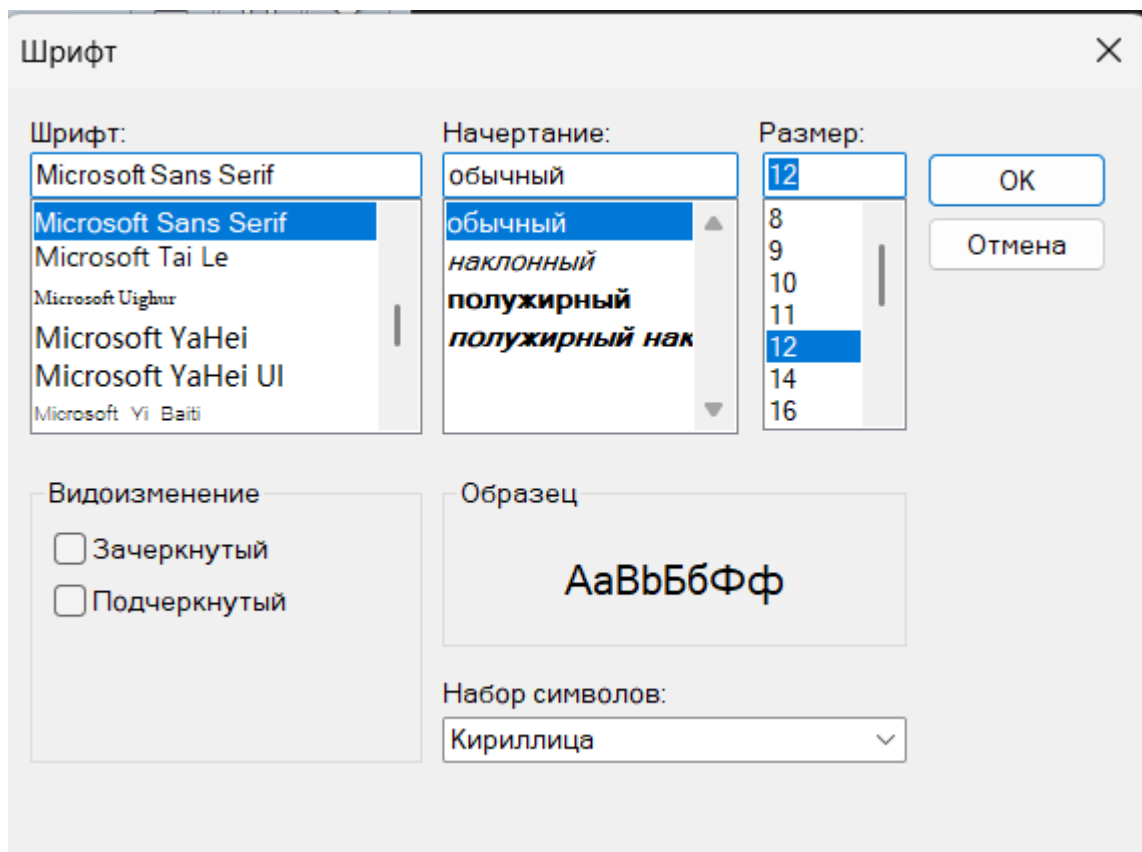 Шрифт
Шрифт:
Microsoft Sans Serif
Microsoft Sans Serif
Microsoft Tai Le
Microsoft Uighur
Microsoft YaHei
Microsoft YaHei UI
Microsoft Yi Baiti
Начертание:
обычный
обычный
наклонный
полужирный
полужирный нак
Размер:
12
8
9
10
11
12
14
16
OK
Отмена
Видоизменение
Зачеркнутый
Подчеркнутый
Образец
АаВbБбФф
Набор символов:
Кириллица